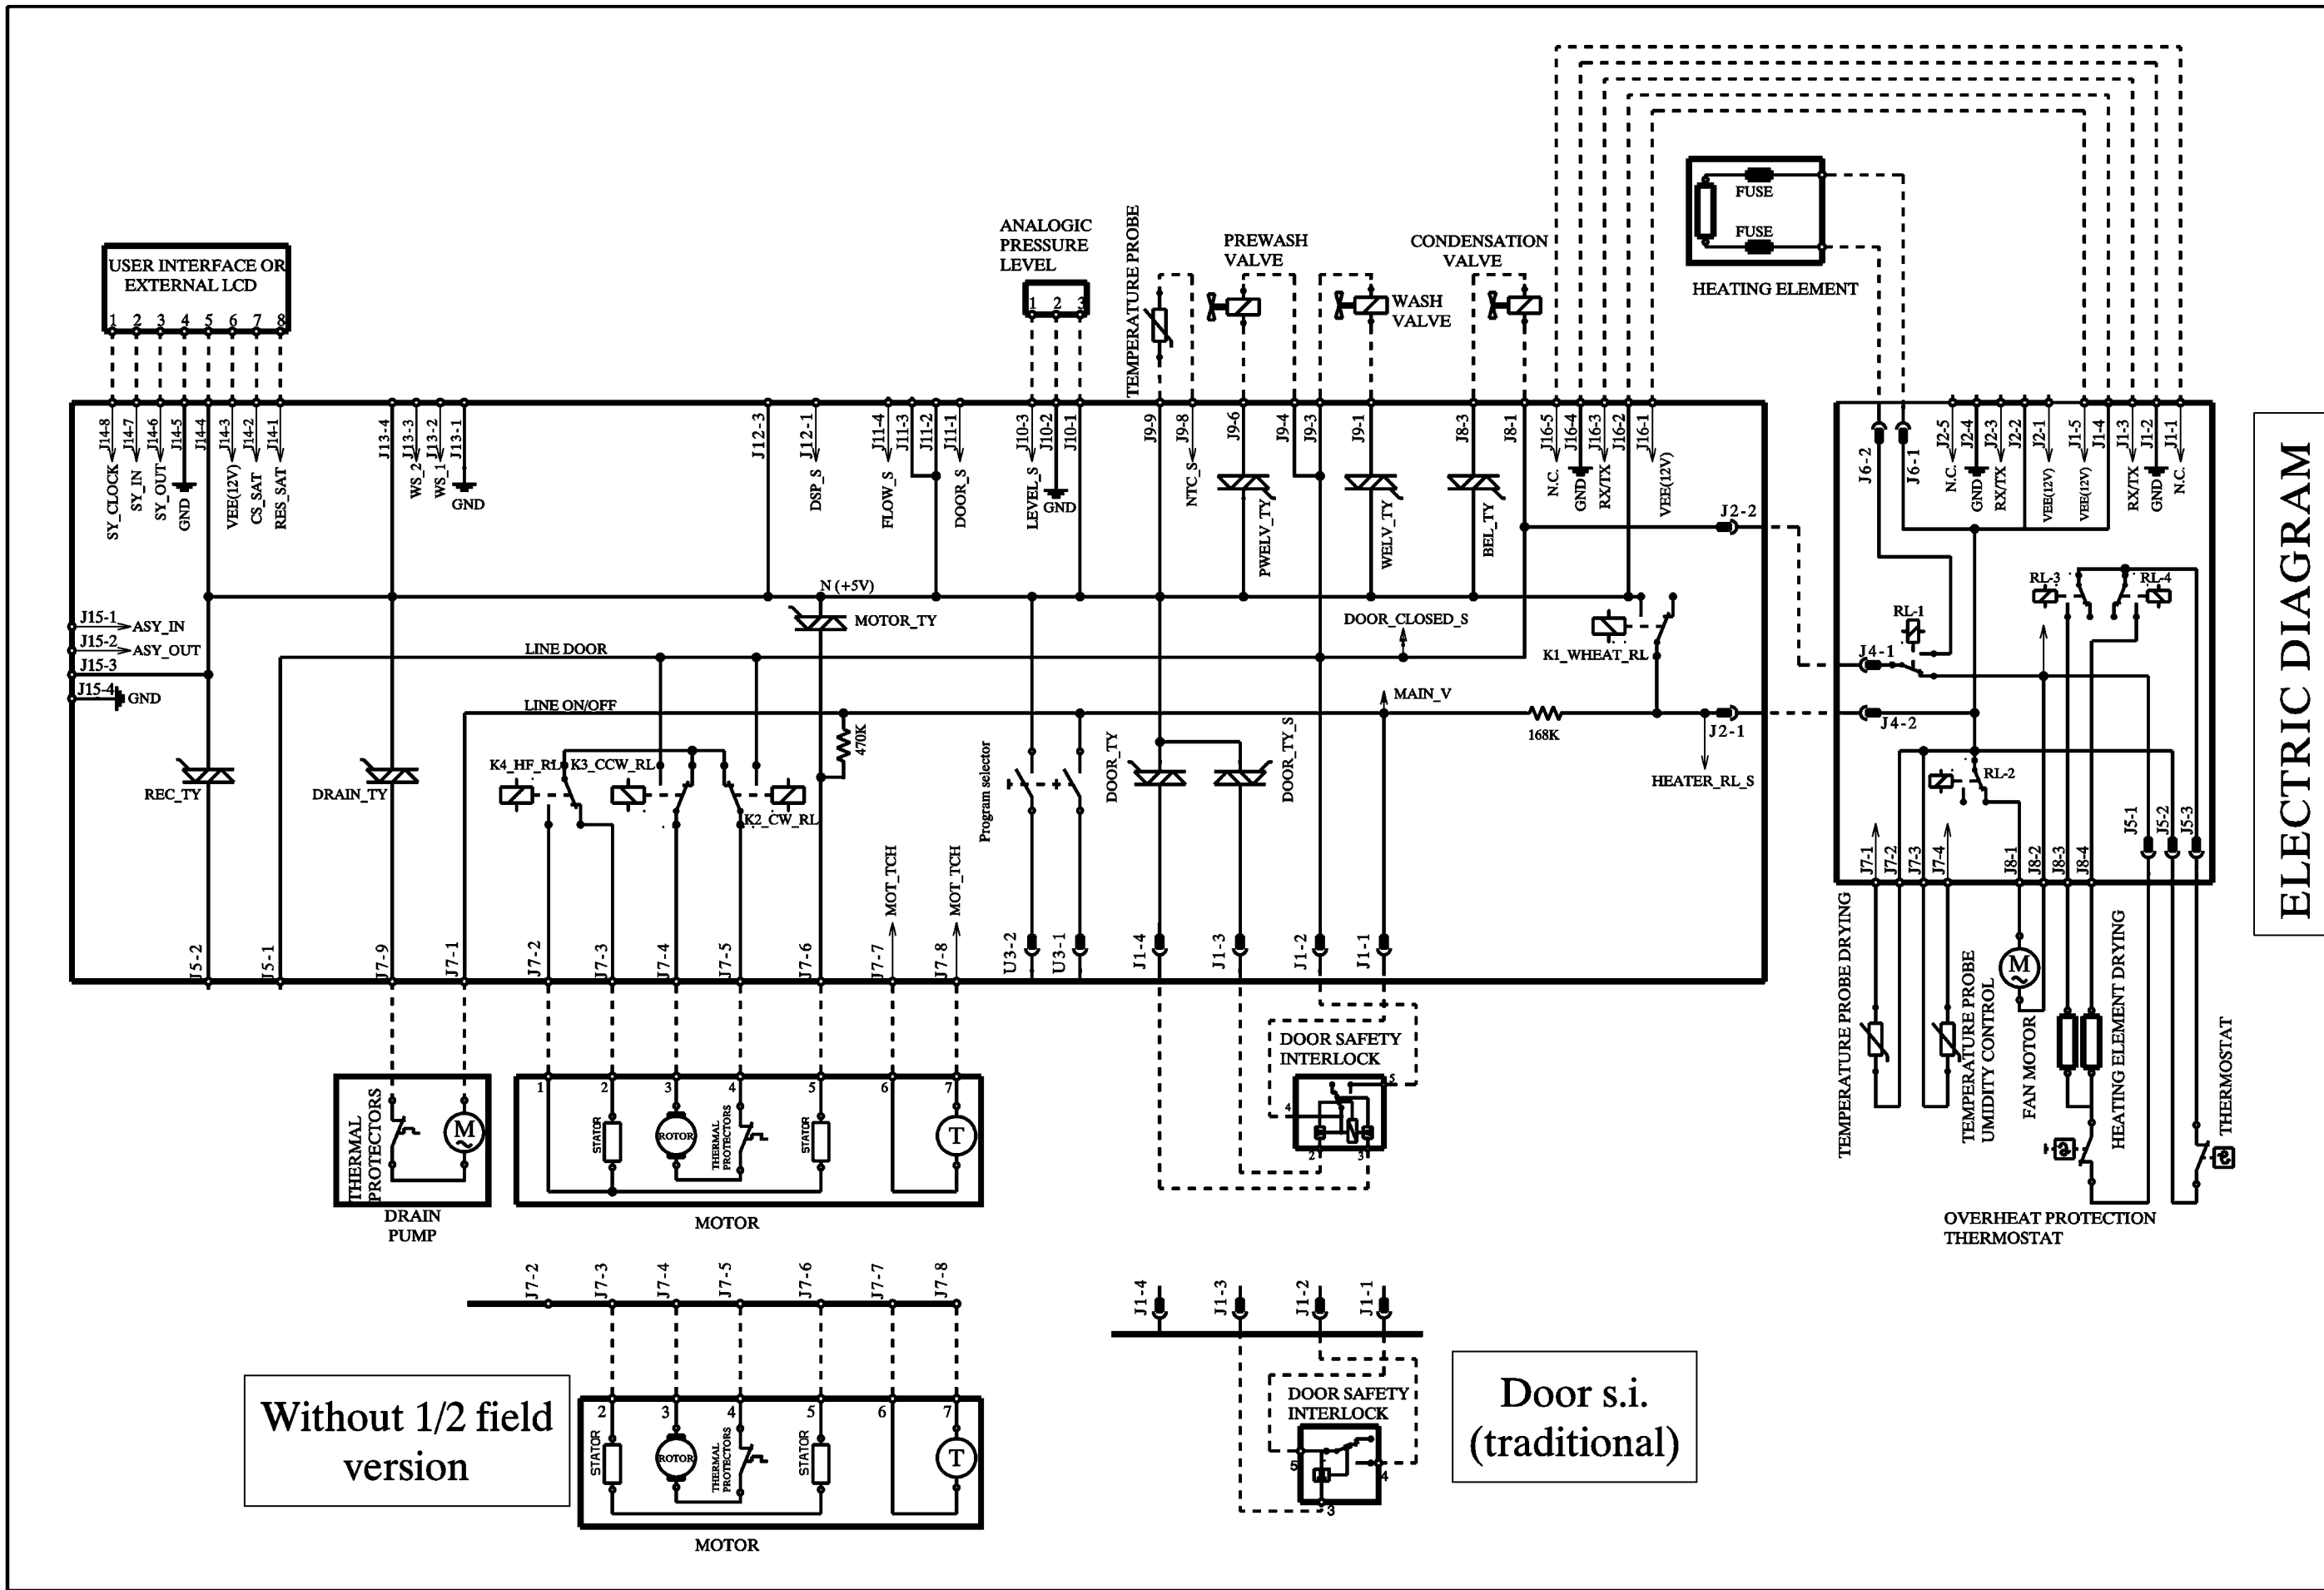 ELECTRIC DIAGRAM
USER INTERFACE OR
EXTERNAL LCD
1 2 3 4 5 6 7 8
ANALOGIC
PRESSURE
LEVEL
1 2 3
TEMPERATURE PROBE
PREWASH
VALVE
WASH
VALVE
CONDENSATION
VALVE
FUSE
FUSE
HEATING ELEMENT
J14-8
J14-7
J14-6
J14-5
J14-4
J14-3
J14-2
J14-1
SY_CLOCK
SY_IN
SY_OUT
GND
VEE(12V)
CS_SAT
RES_SAT
J13-4
J13-3
J13-2
J13-1
WS_2
WS_1
GND
J12-3
J12-1
DSP_S
J11-4
J11-3
J11-2
J11-1
FLOW_S
DOOR_S
J10-3
J10-2
J10-1
LEVEL_S
GND
J9-9
J9-8
NTC_S
J9-6
J9-4
J9-3
J9-1
J8-3
J8-1
PWELV_TY
WELV_TY
BEL_TY
J16-5
J16-4
J16-3
J16-2
J16-1
N.C.
GND
RX/TX
VEE(12V)
J2-2
J15-1
ASY_IN
J15-2
ASY_OUT
J15-3
J15-4
GND
N (+5V)
MOTOR_TY
LINE DOOR
DOOR_CLOSED_S
K1_WHEAT_RL
MAIN_V
LINE ON/OFF
470K
168K
J2-1
HEATER_RL_S
REC_TY
DRAIN_TY
K4_HF_RL
K3_CCW_RL
K2_CW_RL
Program selector
DOOR_TY
DOOR_TY_S
MOT_TCH
MOT_TCH
J5-2
J5-1
J7-9
J7-1
J7-2
J7-3
J7-4
J7-5
J7-6
J7-7
J7-8
U3-2
U3-1
J1-4
J1-3
J1-2
J1-1
J6-2
J6-1
J2-5
J2-4
J2-3
J2-2
J2-1
J1-5
J1-4
J1-3
J1-2
J1-1
N.C.
GND
RX/TX
VEE(12V)
VEE(12V)
RX/TX
GND
N.C.
RL-3
RL-4
RL-1
J4-1
J4-2
RL-2
J7-1
J7-2
J7-3
J7-4
J8-1
J8-2
J8-3
J8-4
J5-1
J5-2
J5-3
TEMPERATURE PROBE DRYING
TEMPERATURE PROBE
UMIDITY CONTROL
M
FAN MOTOR
HEATING ELEMENT DRYING
THERMOSTAT
OVERHEAT PROTECTION
THERMOSTAT
THERMAL
PROTECTORS
M
DRAIN
PUMP
1 2 3 4 5 6 7
STATOR
ROTOR
THERMAL
PROTECTORS
STATOR
T
MOTOR
DOOR SAFETY
INTERLOCK
5
4
2 3
J7-2
J7-3
J7-4
J7-5
J7-6
J7-7
J7-8
2 3 4 5 6 7
STATOR
ROTOR
THERMAL
PROTECTORS
STATOR
T
MOTOR
Without 1/2 field
version
J1-4
J1-3
J1-2
J1-1
DOOR SAFETY
INTERLOCK
5
4
3
Door s.i.
(traditional)